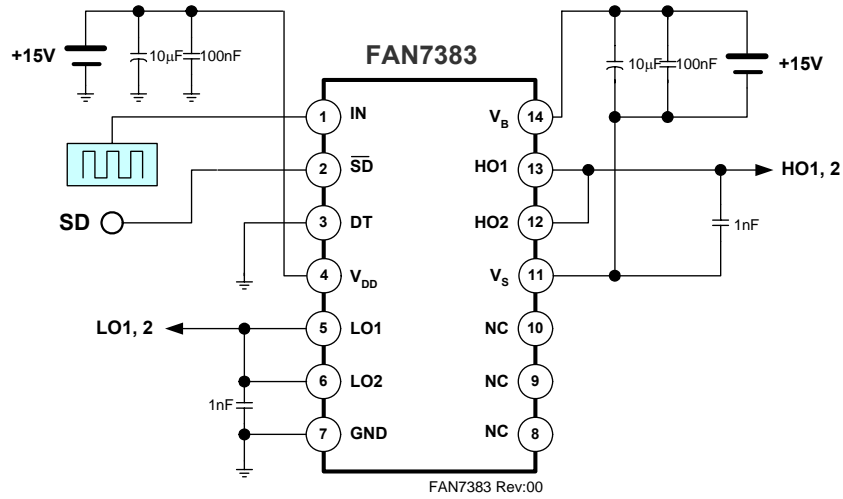 FAN7383
+15V
10μF
100nF
10μF
100nF
+15V
1
IN
2
SD
SD
3
DT
4
VDD
LO1, 2
5
LO1
6
LO2
1nF
7
GND
VB
14
HO1
13
HO1, 2
HO2
12
1nF
VS
11
NC
10
NC
9
NC
8
FAN7383 Rev:00